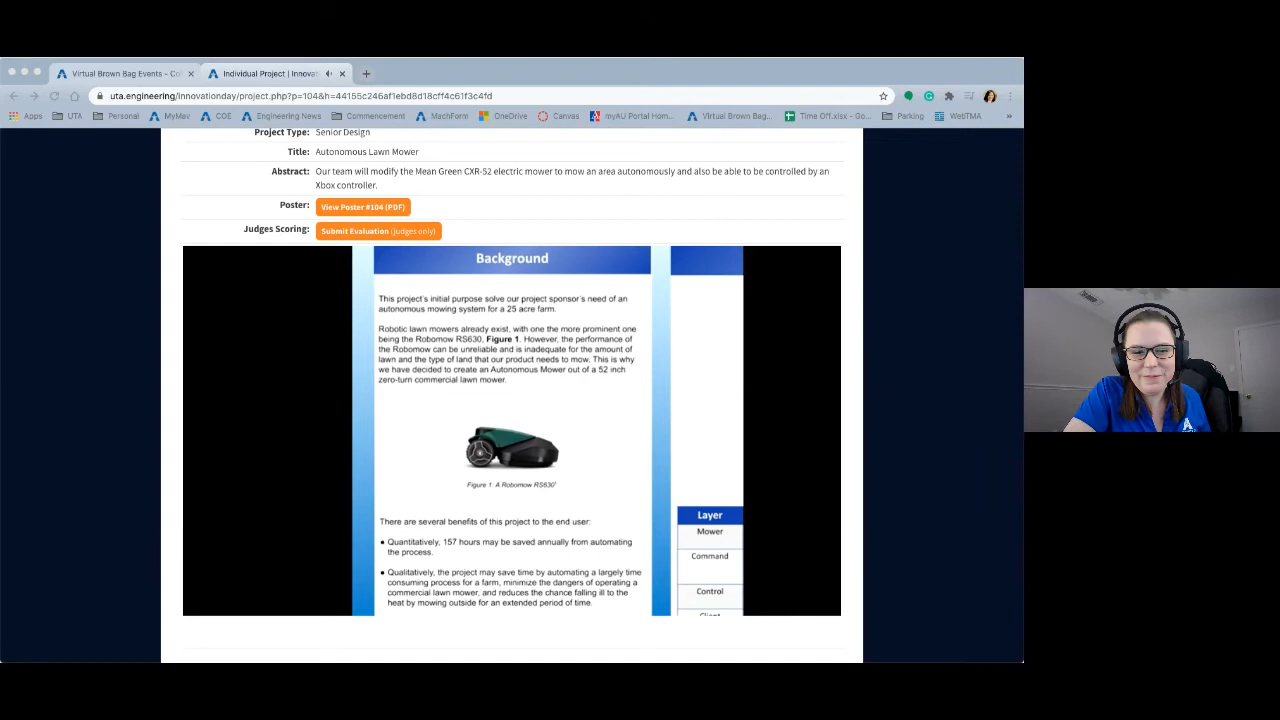 Virtual Brown Bag Events - Co
Individual Project | Innovat
uta.engineering/innovationday/project.php?p=104&h=44155c246af1ebd8d18cff4c61f3c4fd
Apps UTA Personal MyMav COE Engineering News Commencement MachForm OneDrive Canvas myAU Portal Hom... Virtual Brown Bag... Time Off.xlsx - Go... Parking WebTMA »
Project Type: Senior Design
Title: Autonomous Lawn Mower
Abstract: Our team will modify the Mean Green CXR-52 electric mower to mow an area autonomously and also be able to be controlled by an
Xbox controller.
Poster: View Poster #104 (PDF)
Judges Scoring: Submit Evaluation (judges only)
Background
This project's initial purpose solve our project sponsor's need of an
autonomous mowing system for a 25 acre farm.
Robotic lawn mowers already exist, with one the more prominent one
being the Robomow RS630, Figure 1. However, the performance of
the Robomow can be unreliable and is inadequate for the amount of
lawn and the type of land that our product needs to mow. This is why
we have decided to create an Autonomous Mower out of a 52 inch
zero-turn commercial lawn mower.
Figure 1: A Robomow RS630¹
There are several benefits of this project to the end user:
● Quantitatively, 157 hours may be saved annually from automating
the process.
● Qualitatively, the project may save time by automating a largely time
consuming process for a farm, minimize the dangers of operating a
commercial lawn mower, and reduces the chance falling ill to the
heat by mowing outside for an extended period of time.
Layer
Mower
Command
Control
Client